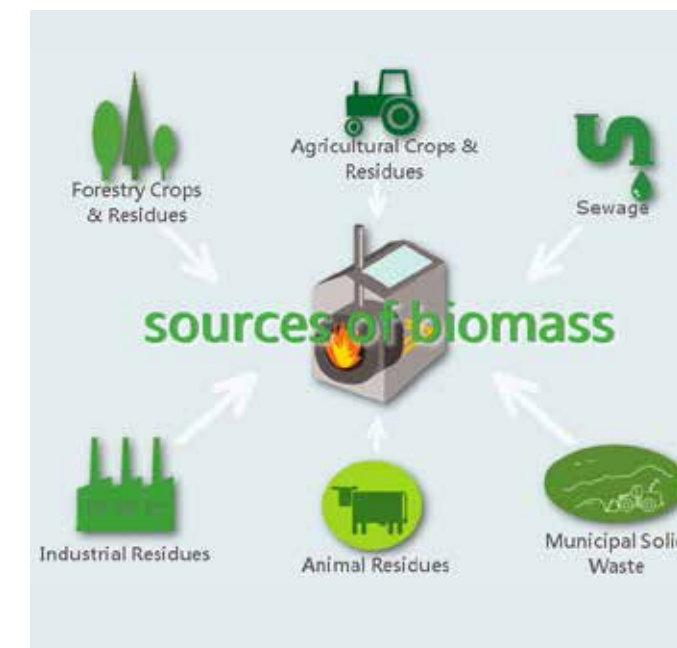 Agricultural Crops &
Residues
Forestry Crops
& Residues
Sewage
sources of biomass
Industrial Residues
Animal Residues
Municipal Soli
Waste